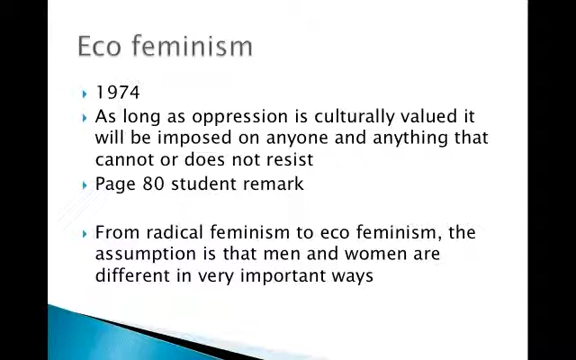 Eco feminism
1974
As long as oppression is culturally valued it
will be imposed on anyone and anything that
cannot or does not resist
Page 80 student remark
From radical feminism to eco feminism, the
assumption is that men and women are
different in very important ways